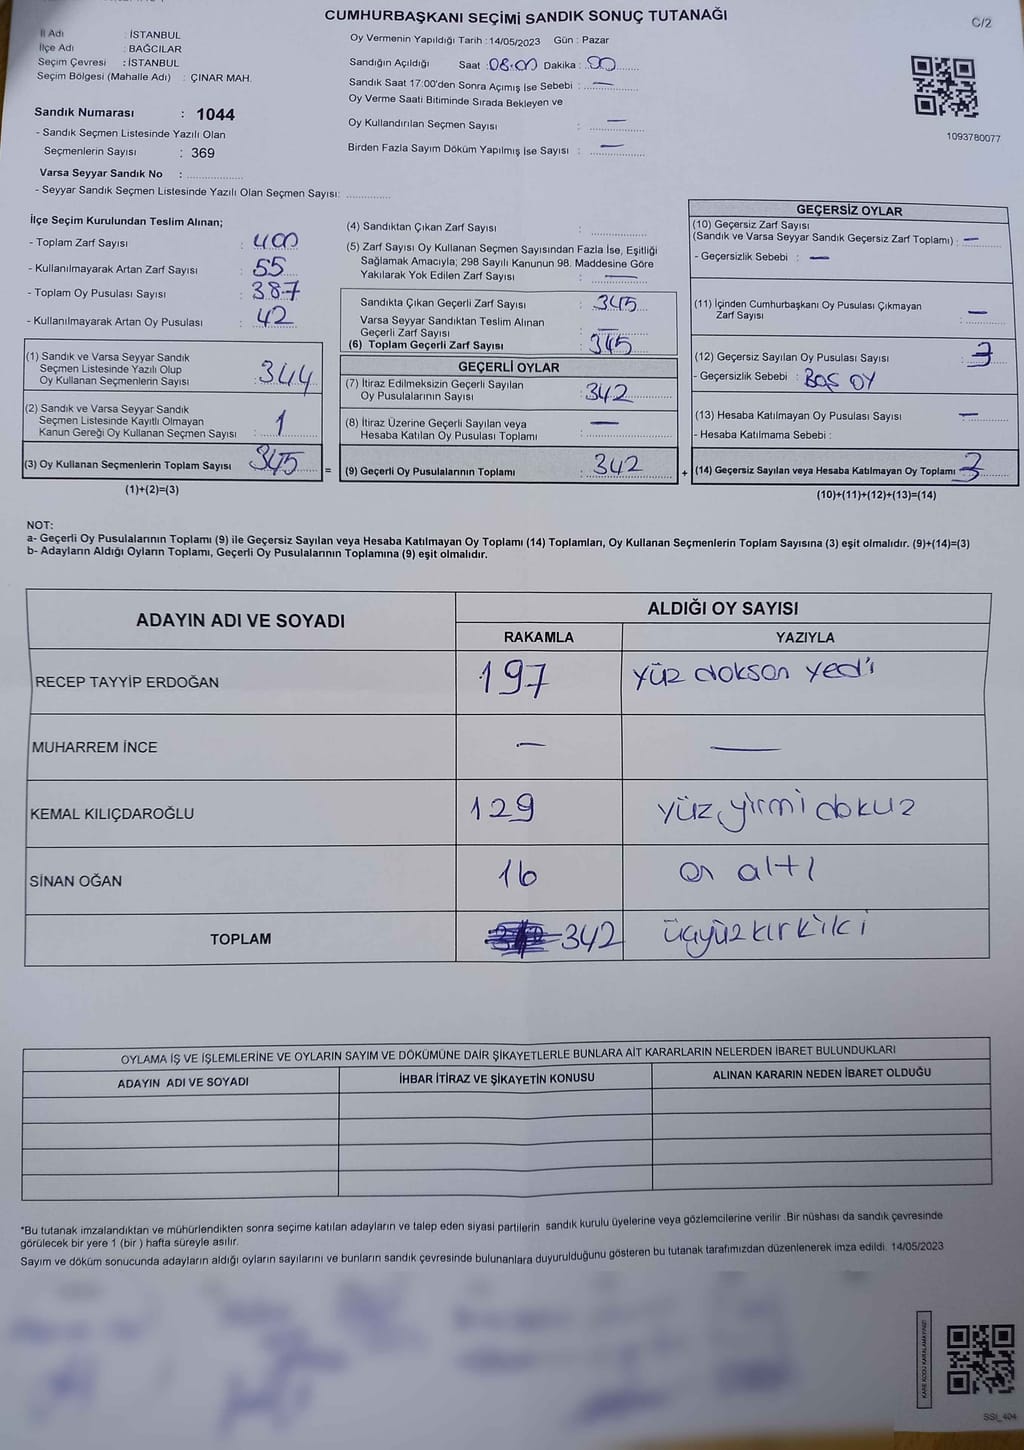 CUMHURBAŞKANI SEÇİMİ SANDIK SONUÇ TUTANAĞI
C/2
İl Adı : İSTANBUL
İlçe Adı : BAĞCILAR
Seçim Çevresi : İSTANBUL
Seçim Bölgesi (Mahalle Adı) : ÇINAR MAH.
Sandık Numarası : 1044
- Sandık Seçmen Listesinde Yazılı Olan
Seçmenlerin Sayısı : 369
Varsa Seyyar Sandık No :
- Seyyar Sandık Seçmen Listesinde Yazılı Olan Seçmen Sayısı:
Oy Vermenin Yapıldığı Tarih : 14/05/2023 Gün : Pazar
Sandığın Açıldığı Saat : 08:00 Dakika : 00
Sandık Saat 17:00'den Sonra Açımış İse Sebebi : —
Oy Verme Saati Bitiminde Sırada Bekleyen ve
Oy Kullandırılan Seçmen Sayısı : —
Birden Fazla Sayım Döküm Yapılmış İse Sayısı : —
1093780077
İlçe Seçim Kurulundan Teslim Alınan;
- Toplam Zarf Sayısı : 400
- Kullanılmayarak Artan Zarf Sayısı : 55
- Toplam Oy Pusulası Sayısı : 387
- Kullanılmayarak Artan Oy Pusulası : 42
(1) Sandık ve Varsa Seyyar Sandık
Seçmen Listesinde Yazılı Olup
Oy Kullanan Seçmenlerin Sayısı : 344
(2) Sandık ve Varsa Seyyar Sandık
Seçmen Listesinde Kayıtlı Olmayan
Kanun Gereği Oy Kullanan Seçmen Sayısı : 1
(3) Oy Kullanan Seçmenlerin Toplam Sayısı 345 =
(1)+(2)=(3)
(4) Sandıktan Çıkan Zarf Sayısı :
(5) Zarf Sayısı Oy Kullanan Seçmen Sayısından Fazla İse, Eşitliği
Sağlamak Amacıyla; 298 Sayılı Kanunun 98. Maddesine Göre
Yakılarak Yok Edilen Zarf Sayısı : —
Sandıkta Çıkan Geçerli Zarf Sayısı : 345
Varsa Seyyar Sandıktan Teslim Alınan
Geçerli Zarf Sayısı : —
(6) Toplam Geçerli Zarf Sayısı : 345
GEÇERLİ OYLAR
(7) İtiraz Edilmeksizin Geçerli Sayılan
Oy Pusulalarının Sayısı : 342
(8) İtiraz Üzerine Geçerli Sayılan veya
Hesaba Katılan Oy Pusulası Toplamı : —
(9) Geçerli Oy Pusulalarının Toplamı : 342 +
GEÇERSİZ OYLAR
(10) Geçersiz Zarf Sayısı
(Sandık ve Varsa Seyyar Sandık Geçersiz Zarf Toplamı) : —
- Geçersizlik Sebebi : —
(11) İçinden Cumhurbaşkanı Oy Pusulası Çıkmayan
Zarf Sayısı : —
(12) Geçersiz Sayılan Oy Pusulası Sayısı : 3
- Geçersizlik Sebebi : BOŞ OY
(13) Hesaba Katılmayan Oy Pusulası Sayısı : —
- Hesaba Katılmama Sebebi :
(14) Geçersiz Sayılan veya Hesaba Katılmayan Oy Toplamı 3
(10)+(11)+(12)+(13)=(14)
NOT:
a- Geçerli Oy Pusulalarının Toplamı (9) ile Geçersiz Sayılan veya Hesaba Katılmayan Oy Toplamı (14) Toplamları, Oy Kullanan Seçmenlerin Toplam Sayısına (3) eşit olmalıdır. (9)+(14)=(3)
b- Adayların Aldığı Oyların Toplamı, Geçerli Oy Pusulalarının Toplamına (9) eşit olmalıdır.
ADAYIN ADI VE SOYADI ALDIĞI OY SAYISI
RAKAMLA YAZIYLA
RECEP TAYYİP ERDOĞAN 197 yüz doksan yedi
MUHARREM İNCE — —
KEMAL KILIÇDAROĞLU 129 yüz yirmi dokuz
SİNAN OĞAN 16 on altı
TOPLAM 342 üçyüz kırk iki
OYLAMA İŞ VE İŞLEMLERİNE VE OYLARIN SAYIM VE DÖKÜMÜNE DAİR ŞİKAYETLERLE BUNLARA AİT KARARLARIN NELERDEN İBARET BULUNDUKLARI
ADAYIN ADI VE SOYADI İHBAR İTİRAZ VE ŞİKAYETİN KONUSU ALINAN KARARIN NEDEN İBARET OLDUĞU
*Bu tutanak imzalandıktan ve mühürlendikten sonra seçime katılan adayların ve talep eden siyasi partilerin sandık kurulu üyelerine veya gözlemcilerine verilir .Bir nüshası da sandık çevresinde
görülecek bir yere 1 (bir ) hafta süreyle asılır.
Sayım ve döküm sonucunda adayların aldığı oyların sayılarını ve bunların sandık çevresinde bulunanlara duyurulduğunu gösteren bu tutanak tarafımızdan düzenlenerek imza edildi. 14/05/2023
KARE KODU KARALAMAYINIZ!
SSI_404